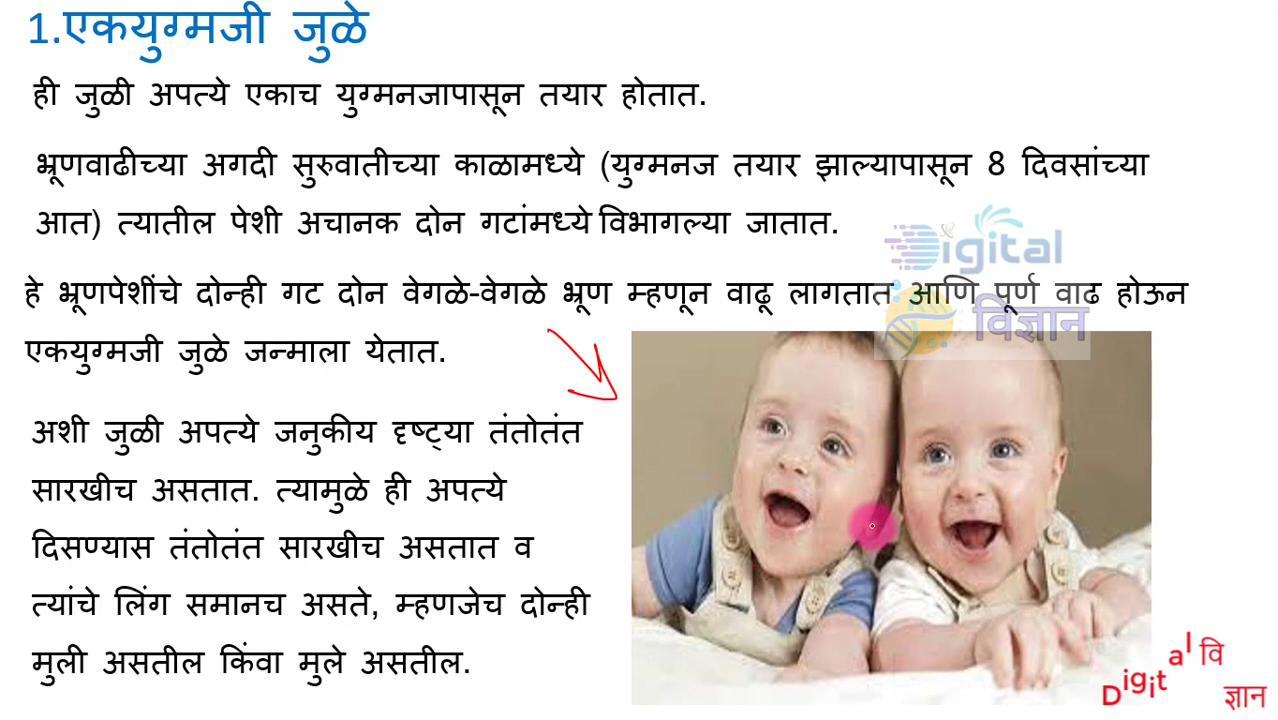 1.एकयुग्मजी जुळे
ही जुळी अपत्ये एकाच युग्मनजापासून तयार होतात.
भ्रूणवाढीच्या अगदी सुरुवातीच्या काळामध्ये (युग्मनज तयार झाल्यापासून 8 दिवसांच्या
आत) त्यातील पेशी अचानक दोन गटांमध्ये विभागल्या जातात.
Digital
हे भ्रूणपेशींचे दोन्ही गट दोन वेगळे-वेगळे भ्रूण म्हणून वाढू लागतात आणि पूर्ण वाढ होऊन
विज्ञान
एकयुग्मजी जुळे जन्माला येतात.
अशी जुळी अपत्ये जनुकीय दृष्ट्या तंतोतंत
सारखीच असतात. त्यामुळे ही अपत्ये
दिसण्यास तंतोतंत सारखीच असतात व
त्यांचे लिंग समानच असते, म्हणजेच दोन्ही
मुली असतील किंवा मुले असतील.
Digital वि
ज्ञान